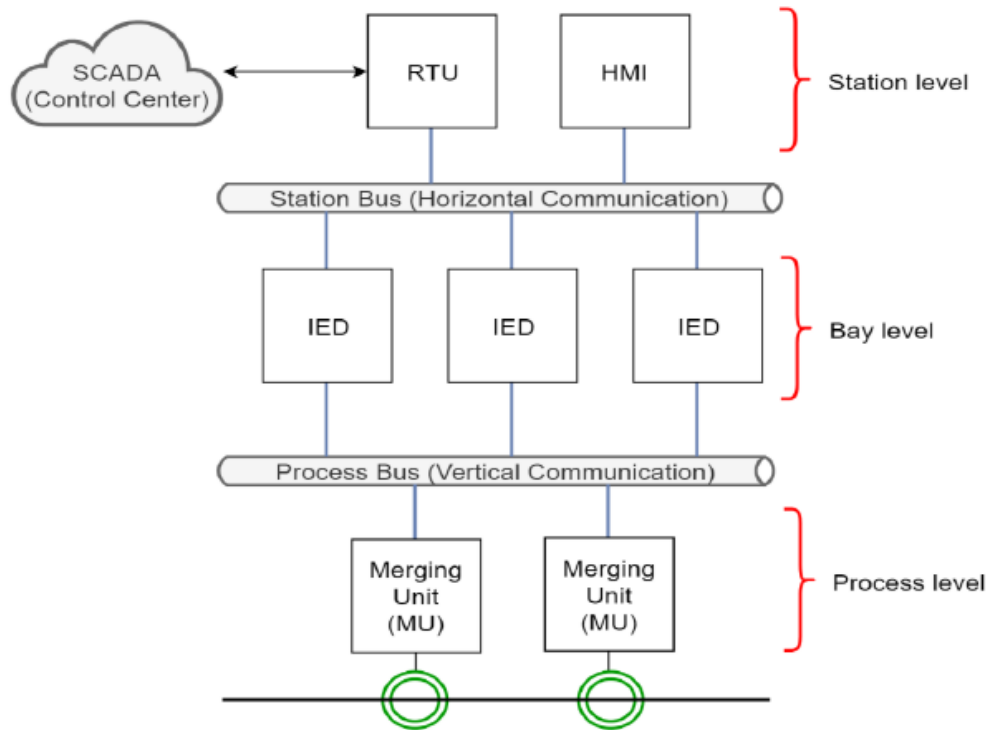 SCADA
(Control Center)
RTU
HMI
Station level
Station Bus (Horizontal Communication)
IED
IED
IED
Bay level
Process Bus (Vertical Communication)
Merging
Unit
(MU)
Merging
Unit
(MU)
Process level